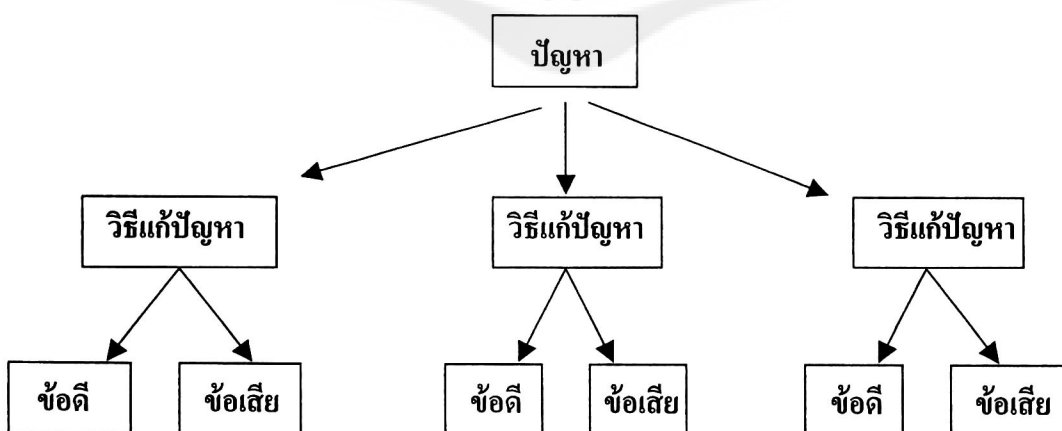 ปัญหา
วิธีแก้ปัญหา วิธีแก้ปัญหา วิธีแก้ปัญหา
ข้อดี ข้อเสีย ข้อดี ข้อเสีย ข้อดี ข้อเสีย